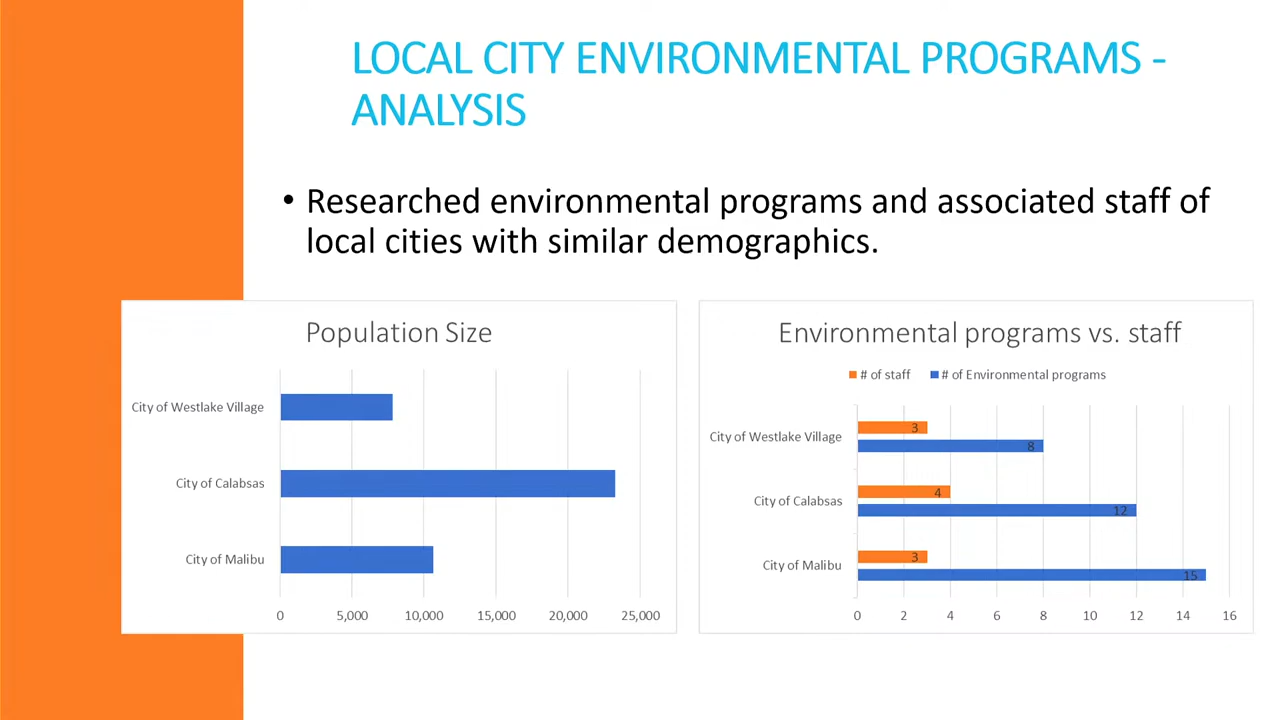 LOCAL CITY ENVIRONMENTAL PROGRAMS -
ANALYSIS
• Researched environmental programs and associated staff of
local cities with similar demographics.
Population Size
City of Westlake Village
City of Calabsas
City of Malibu
0 5,000 10,000 15,000 20,000 25,000
Environmental programs vs. staff
# of staff # of Environmental programs
City of Westlake Village
3
8
City of Calabsas
4
12
City of Malibu
3
15
0 2 4 6 8 10 12 14 16